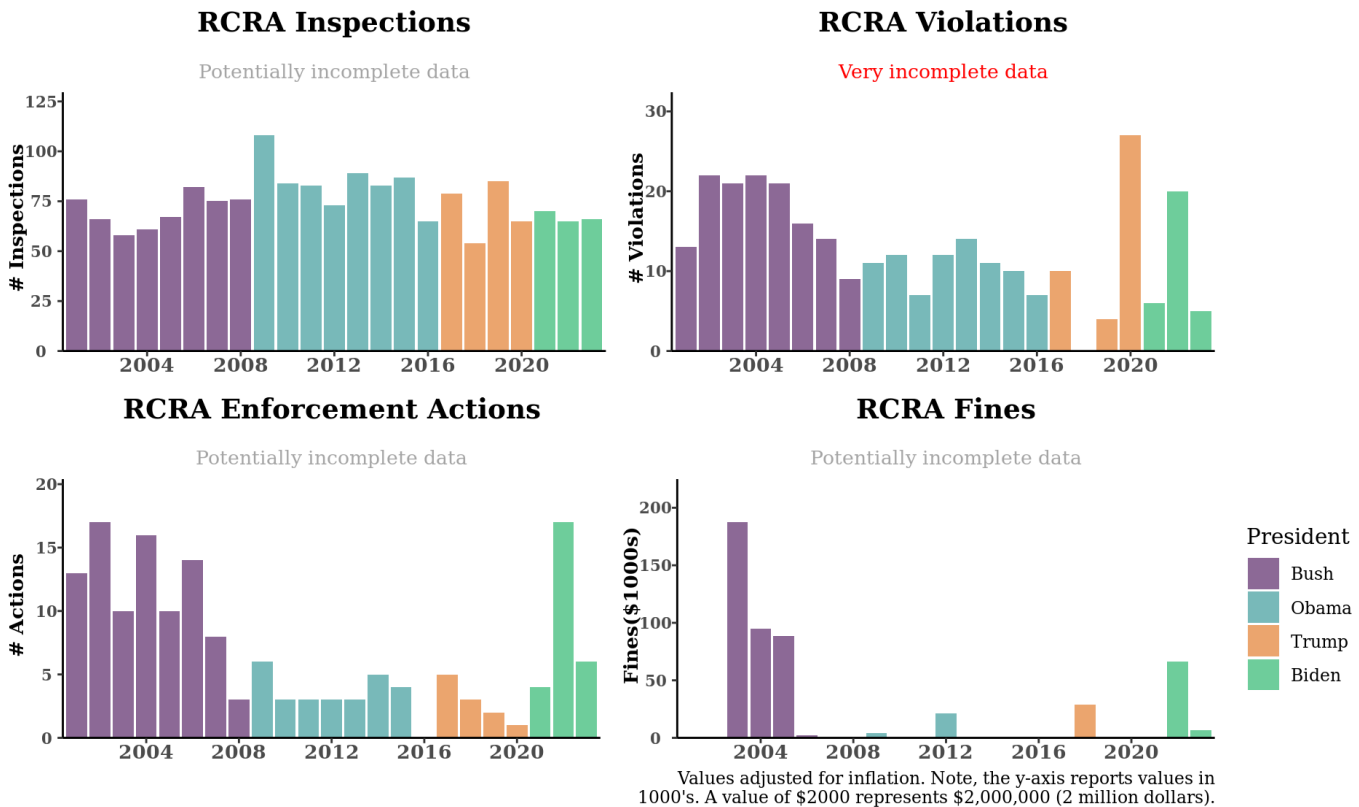 RCRA Inspections
Potentially incomplete data
# Inspections
125
100
75
50
25
0
2004 2008 2012 2016 2020
RCRA Violations
Very incomplete data
# Violations
30
20
10
0
2004 2008 2012 2016 2020
RCRA Enforcement Actions
Potentially incomplete data
# Actions
20
15
10
5
0
2004 2008 2012 2016 2020
RCRA Fines
Potentially incomplete data
Fines($1000s)
200
150
100
50
0
2004 2008 2012 2016 2020
President
Bush
Obama
Trump
Biden
Values adjusted for inflation. Note, the y-axis reports values in
1000's. A value of $2000 represents $2,000,000 (2 million dollars).